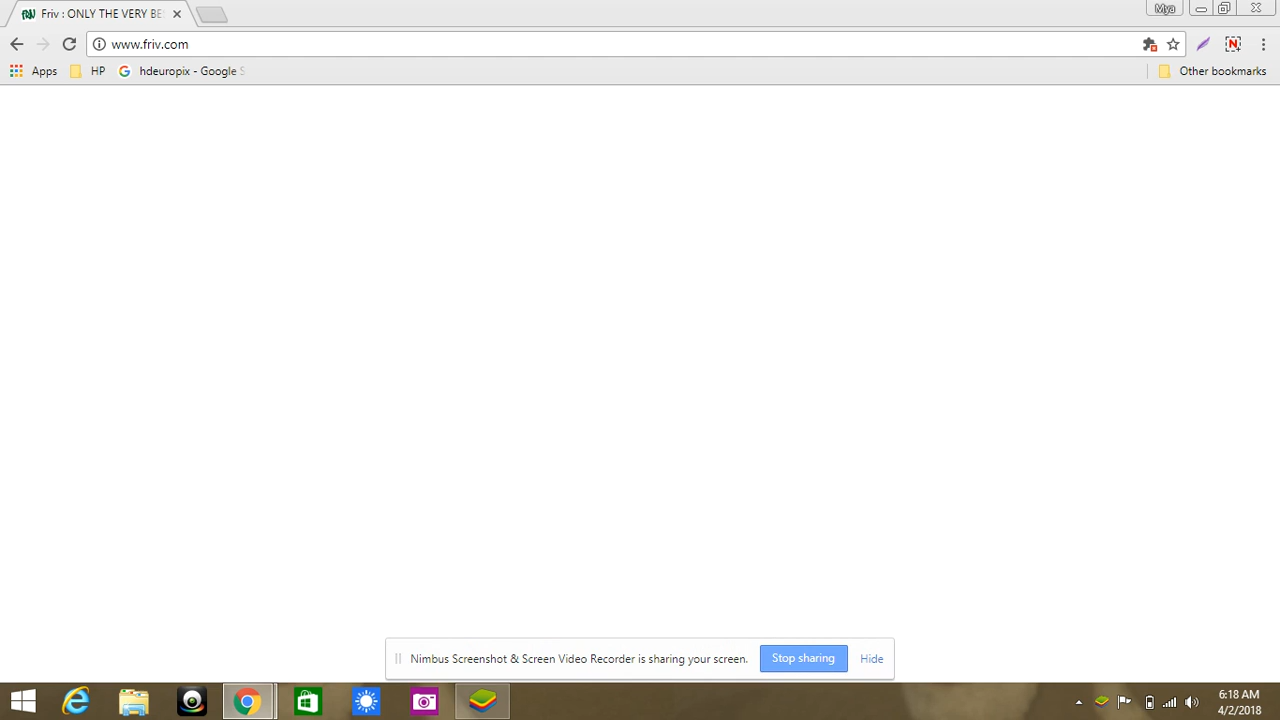 Friv : ONLY THE VERY BE
Mya
www.friv.com
Apps
HP
hdeuropix - Google S
Other bookmarks
Nimbus Screenshot & Screen Video Recorder is sharing your screen.
Stop sharing
Hide
6:18 AM
4/2/2018